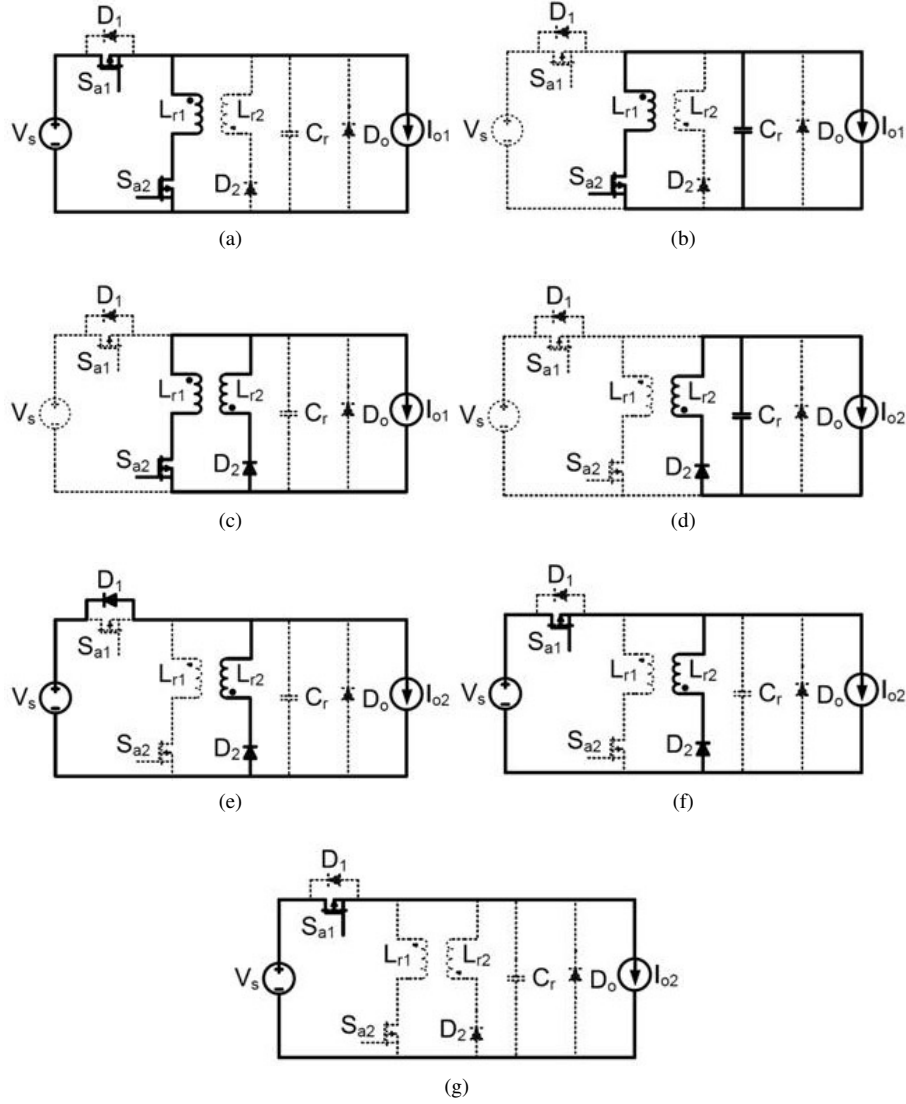 D1
Sa1
Vs
Lr1
Lr2
Sa2
D2
Cr
Do
Io1
(a)
D1
Sa1
Vs
Lr1
Lr2
Sa2
D2
Cr
Do
Io1
(b)
D1
Sa1
Vs
Lr1
Lr2
Sa2
D2
Cr
Do
Io1
(c)
D1
Sa1
Vs
Lr1
Lr2
Sa2
D2
Cr
Do
Io2
(d)
D1
Sa1
Vs
Lr1
Lr2
Sa2
D2
Cr
Do
Io2
(e)
D1
Sa1
Vs
Lr1
Lr2
Sa2
D2
Cr
Do
Io2
(f)
D1
Sa1
Vs
Lr1
Lr2
Sa2
D2
Cr
Do
Io2
(g)